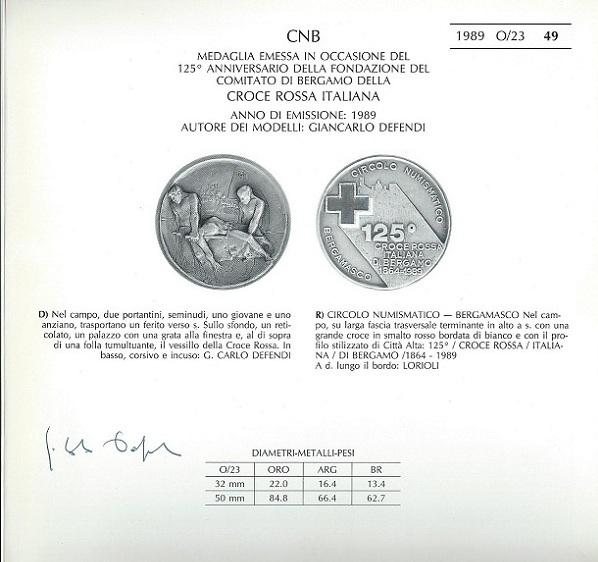 CNB
1989 O/23 49
MEDAGLIA EMESSA IN OCCASIONE DEL
125° ANNIVERSARIO DELLA FONDAZIONE DEL
COMITATO DI BERGAMO DELLA
CROCE ROSSA ITALIANA
ANNO DI EMISSIONE: 1989
AUTORE DEI MODELLI: GIANCARLO DEFENDI
CIRCOLO NUMISMATICO
BERGAMASCO
125°
CROCE ROSSA
ITALIANA
D. BERGAMO
1864-1989
D) Nel campo, due portantini, seminudi, uno giovane e uno
anziano, trasportano un ferito verso s. Sullo sfondo, un reti-
colato, un palazzo con una grata alla finestra e, al di sopra
di una folla tumultuante, il vessillo della Croce Rossa. In
basso, corsivo e incuso: G. CARLO DEFENDI
R) CIRCOLO NUMISMATICO — BERGAMASCO Nel cam-
po, su larga fascia trasversale terminante in alto a s. con una
grande croce in smalto rosso bordata di bianco e con il pro-
filo stilizzato di Città Alta: 125° / CROCE ROSSA / ITALIA-
NA / DI BERGAMO /1864 - 1989
A d. lungo il bordo: LORIOLI
DIAMETRI-METALLI-PESI
O/23 ORO ARG BR
32 mm 22.0 16.4 13.4
50 mm 84.8 66.4 62.7